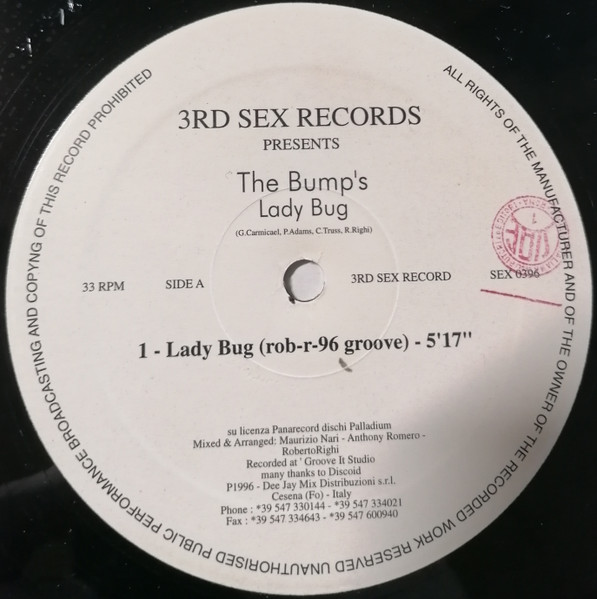 3RD SEX RECORDS
PRESENTS
The Bump's
Lady Bug
(G.Carmicael, P.Adams, C.Truss, R.Righi)
33 RPM SIDE A 3RD SEX RECORD SEX 0396
1 - Lady Bug (rob-r-96 groove) - 5'17"
su licenza Panarecord dischi Palladium
Mixed & Arranged: Maurizio Nari - Anthony Romero -
RobertoRighi
Recorded at ' Groove It Studio
many thanks to Discoid
P1996 - Dee Jay Mix Distribuzioni s.r.l.
Cesena (Fo) - Italy
Phone : *39 547 330144 - *39 547 334021
Fax : *39 547 334643 - *39 547 600940
ALL RIGHTS OF THE MANUFACTURER AND OF THE OWNER OF THE RECORDED WORK RESERVED UNAUTHORISED PUBLIC PERFORMANCE BROADCASTING AND COPYNG OF THIS RECORD PROHIBITED